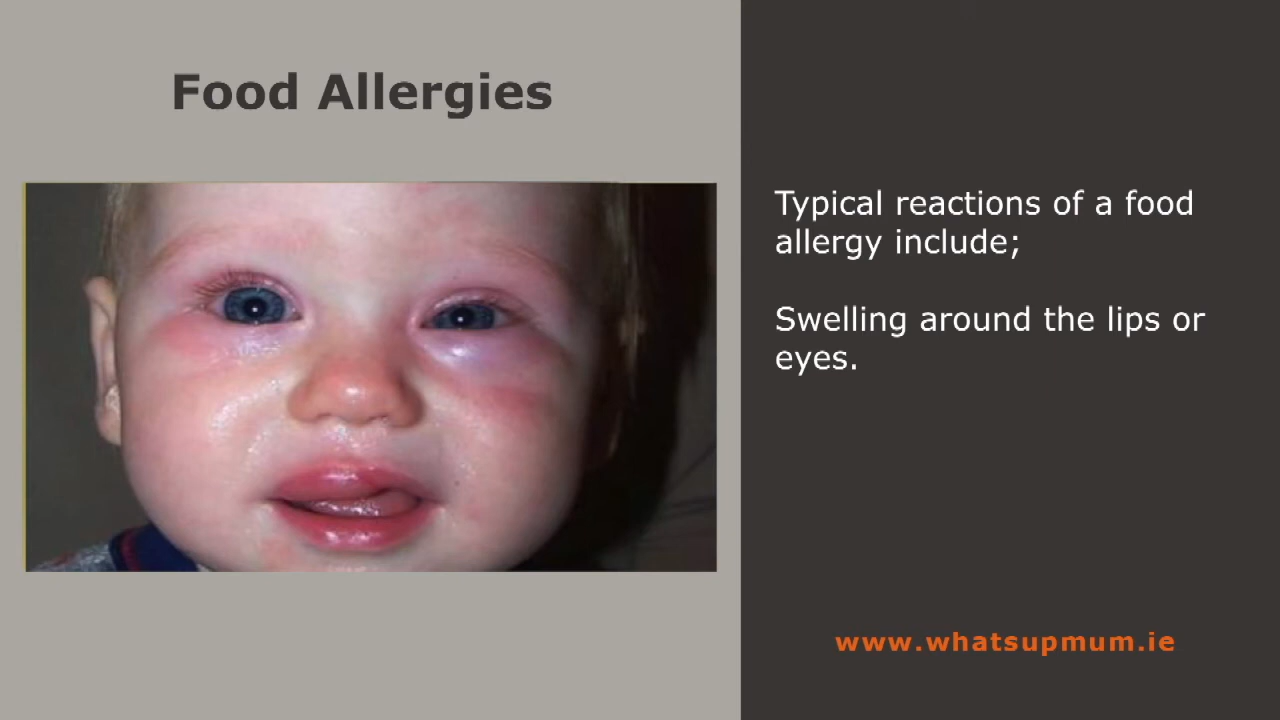 Food Allergies
Typical reactions of a food
allergy include;
Swelling around the lips or
eyes.
www.whatsupmum.ie